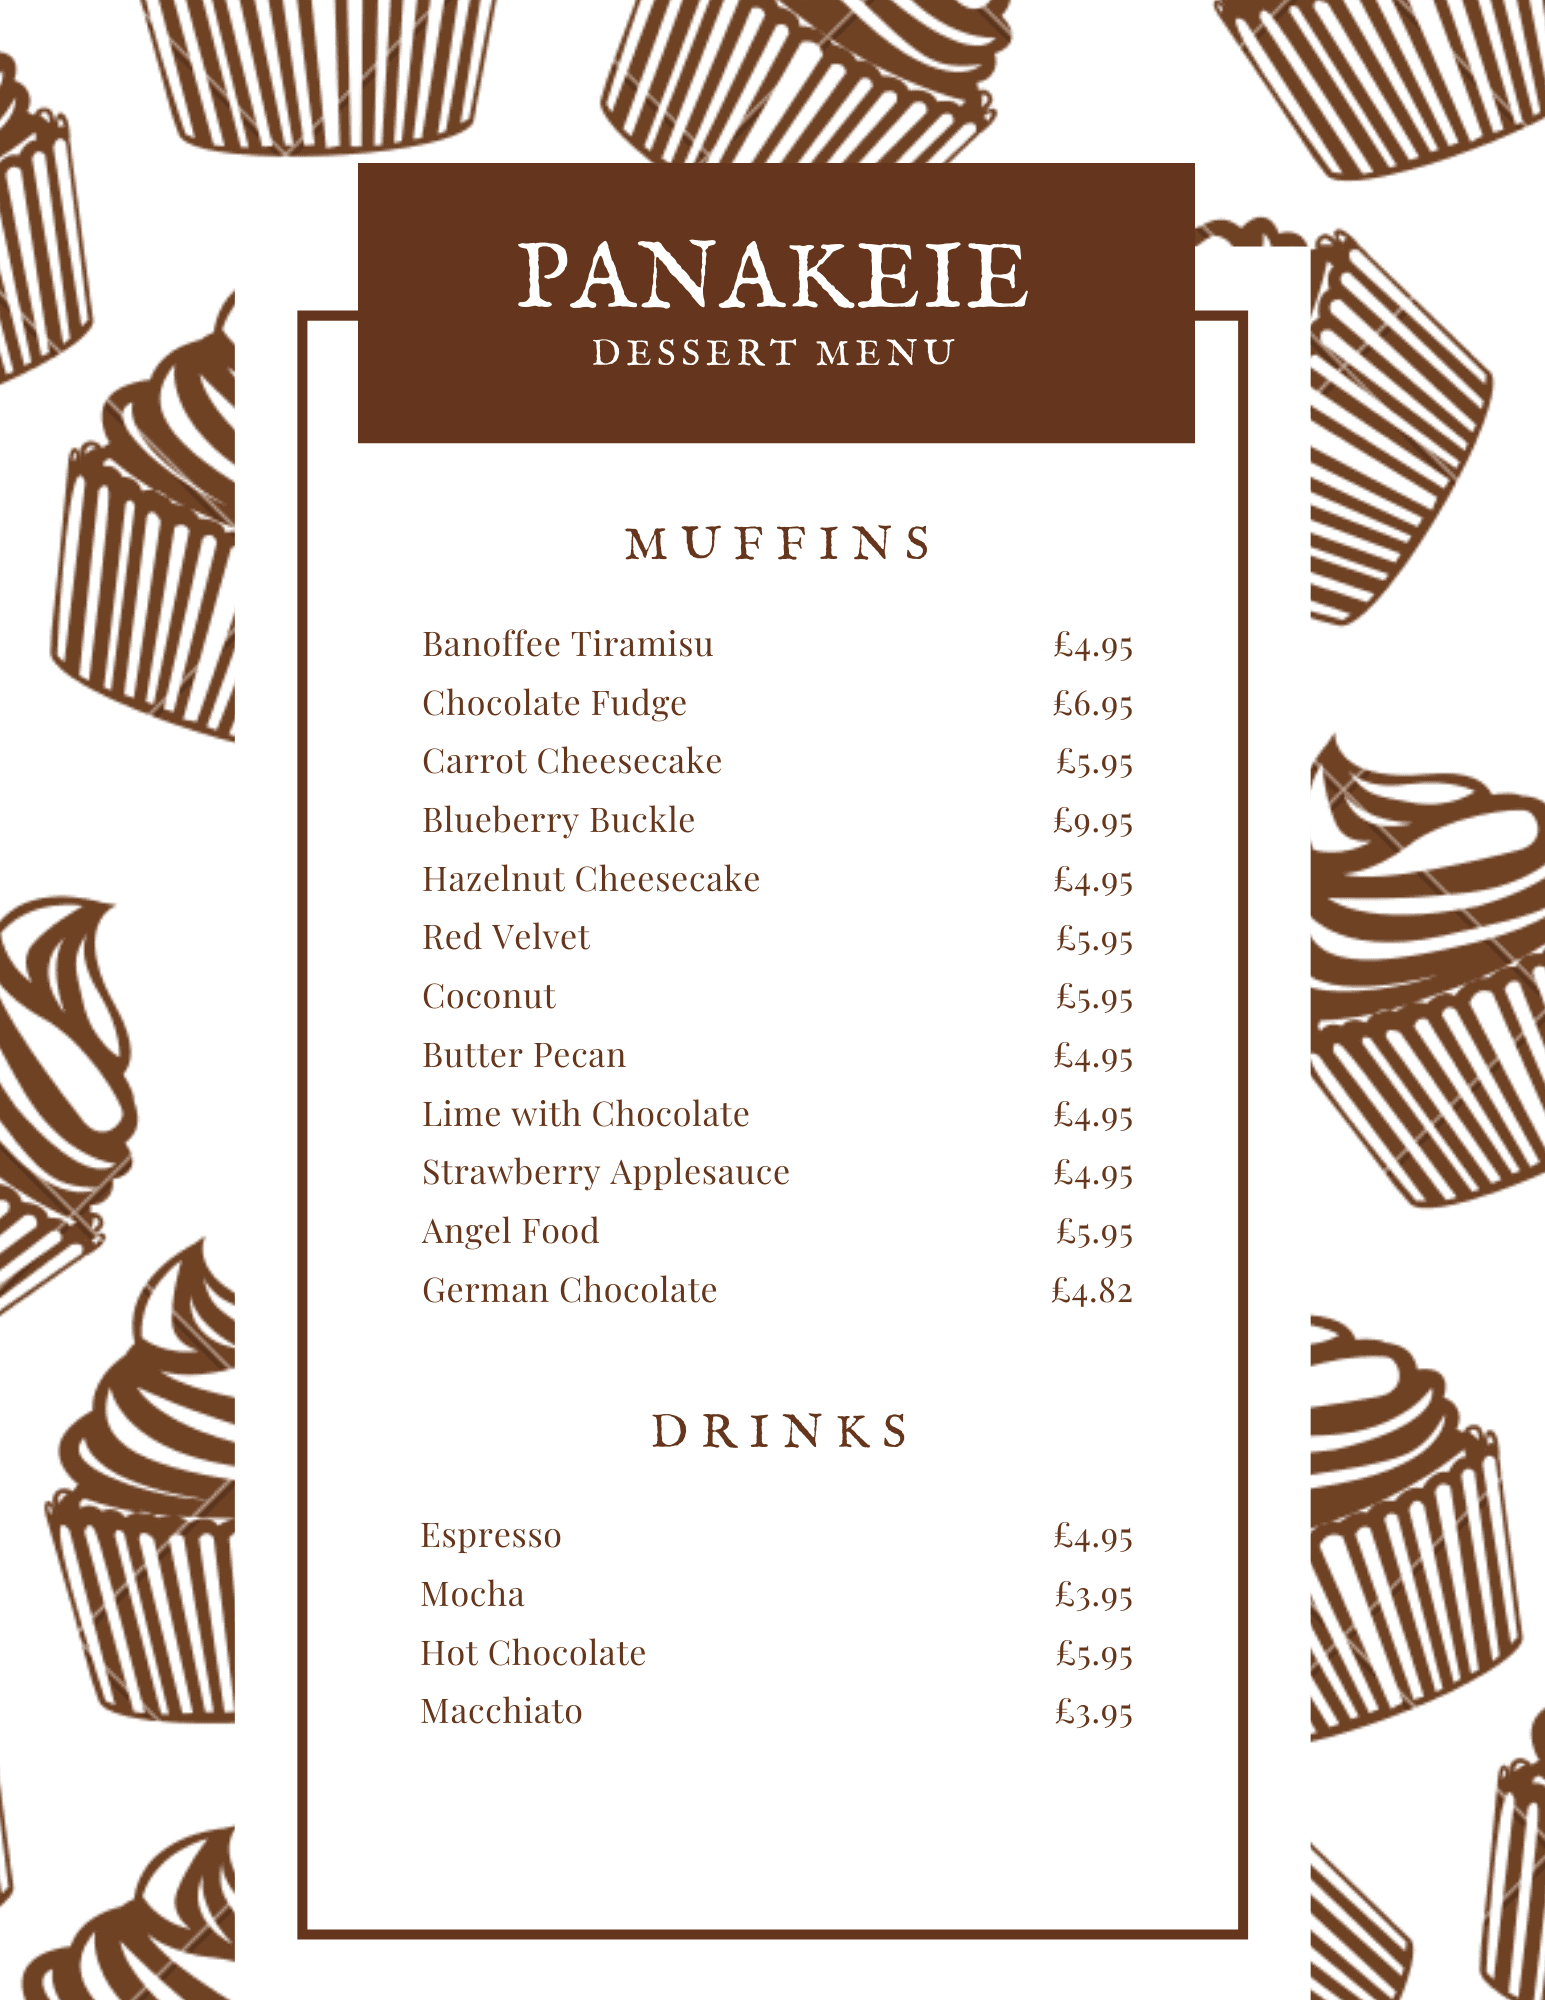 PANAKEIE
DESSERT MENU
MUFFINS
Banoffee Tiramisu £4.95
Chocolate Fudge £6.95
Carrot Cheesecake £5.95
Blueberry Buckle £9.95
Hazelnut Cheesecake £4.95
Red Velvet £5.95
Coconut £5.95
Butter Pecan £4.95
Lime with Chocolate £4.95
Strawberry Applesauce £4.95
Angel Food £5.95
German Chocolate £4.82
DRINKS
Espresso £4.95
Mocha £3.95
Hot Chocolate £5.95
Macchiato £3.95